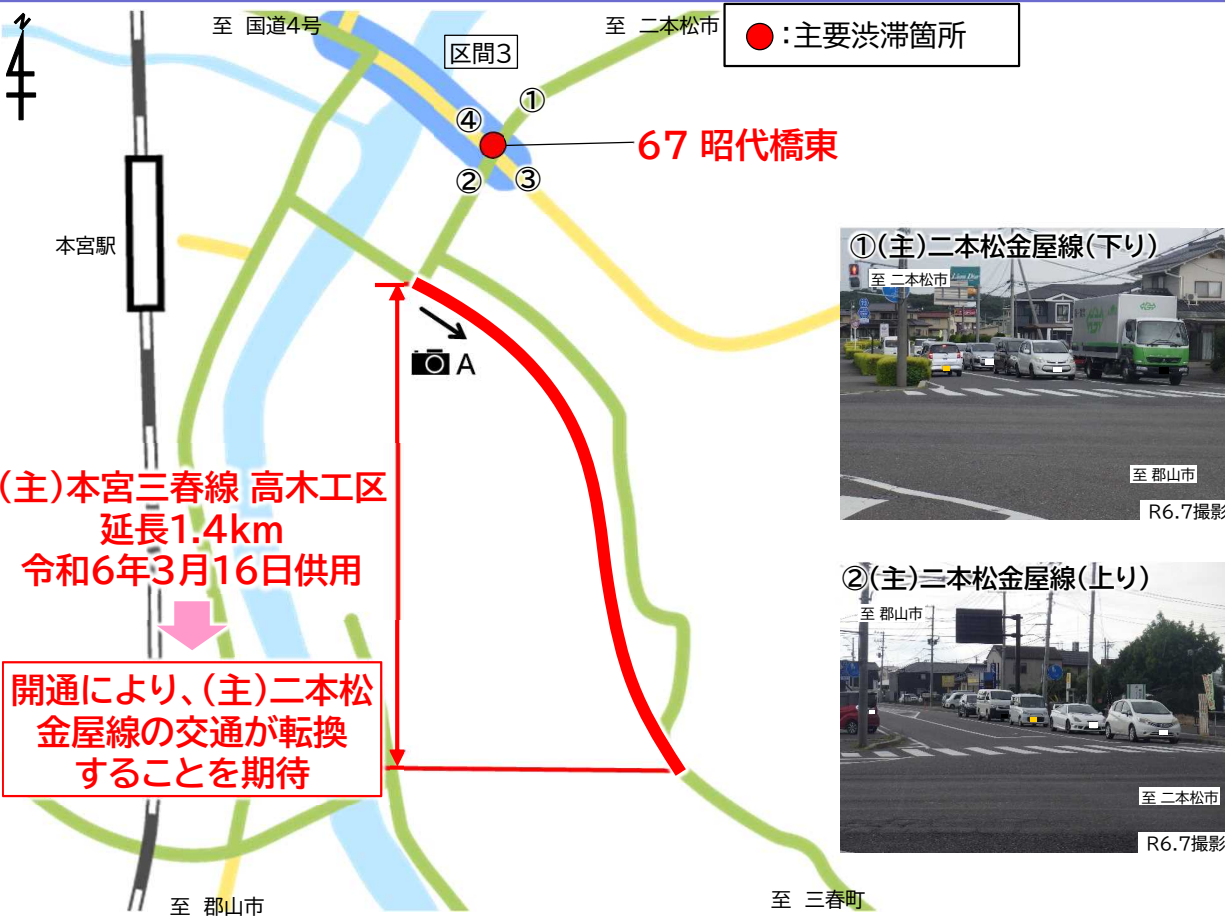 至 国道4号
至 二本松市
●:主要渋滞箇所
区間3
①
④
67 昭代橋東
②
③
本宮駅
A
(主)本宮三春線 高木工区
延長1.4km
令和6年3月16日供用
開通により、(主)二本松
金屋線の交通が転換
することを期待
至 郡山市
至 三春町
①(主)二本松金屋線(下り)
至 二本松市
至 郡山市
R6.7撮影
②(主)二本松金屋線(上り)
至 郡山市
至 二本松市
R6.7撮影